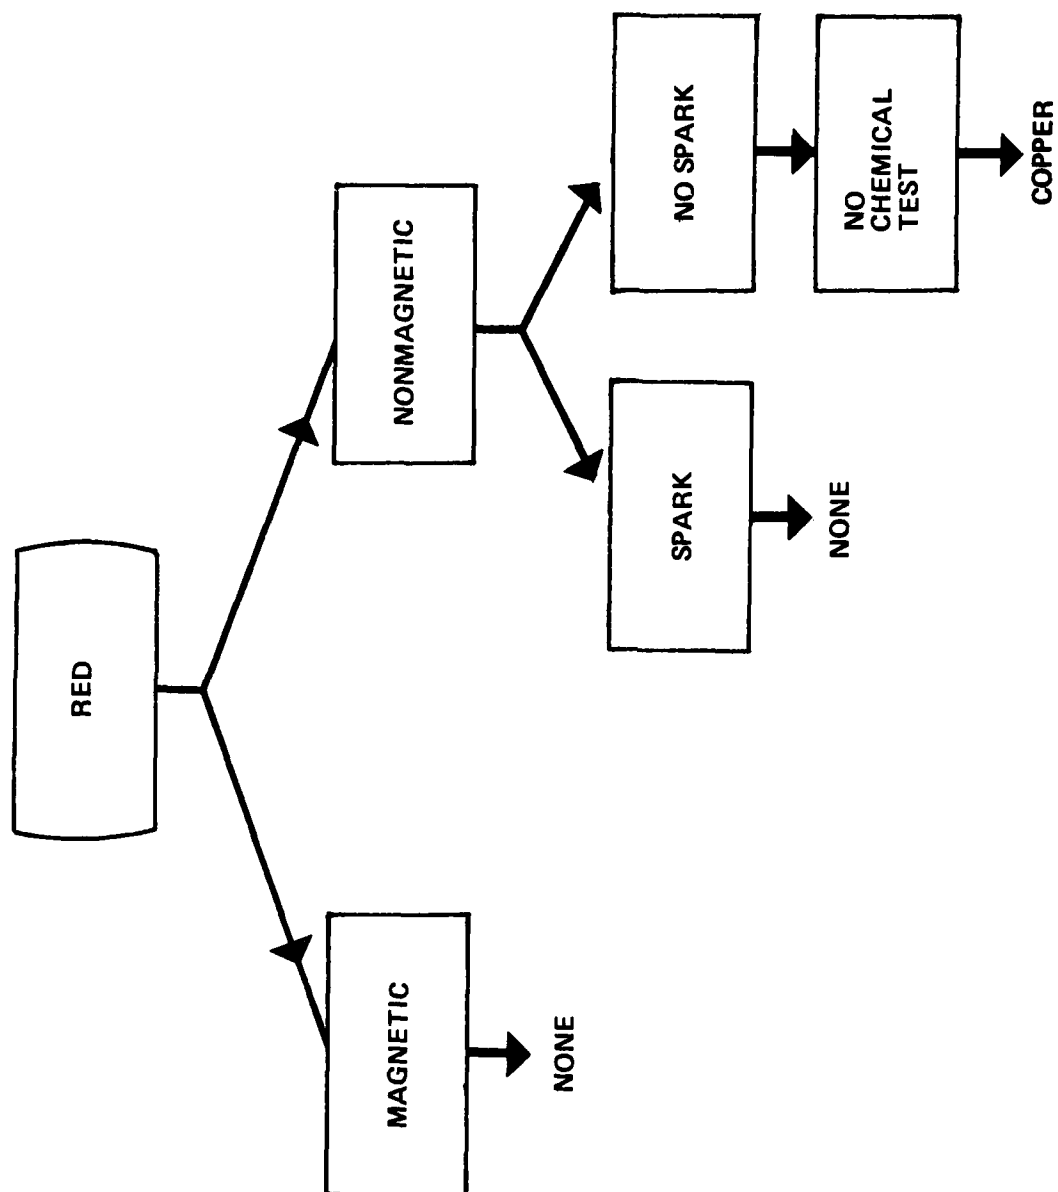 RED
MAGNETIC
NONE
NONMAGNETIC
SPARK
NONE
NO SPARK
NO
CHEMICAL
TEST
COPPER